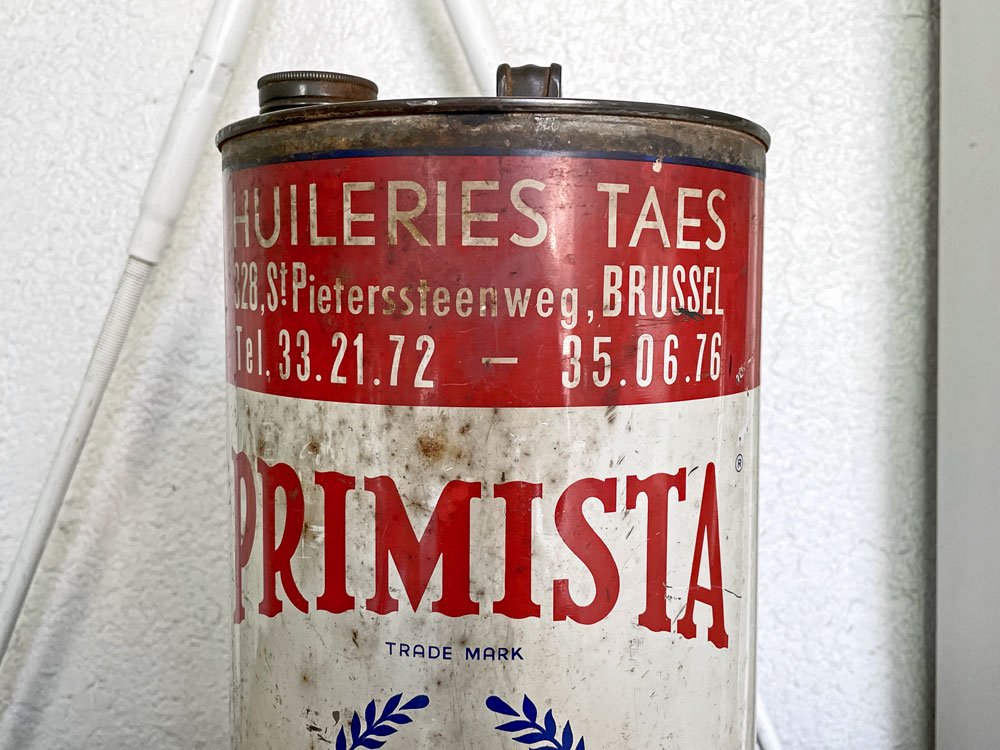 HUILERIES TAES
328, St Pieterssteenweg, BRUSSEL
Tel. 33.21.72 — 35.06.76
PRIMISTA ®
TRADE MARK